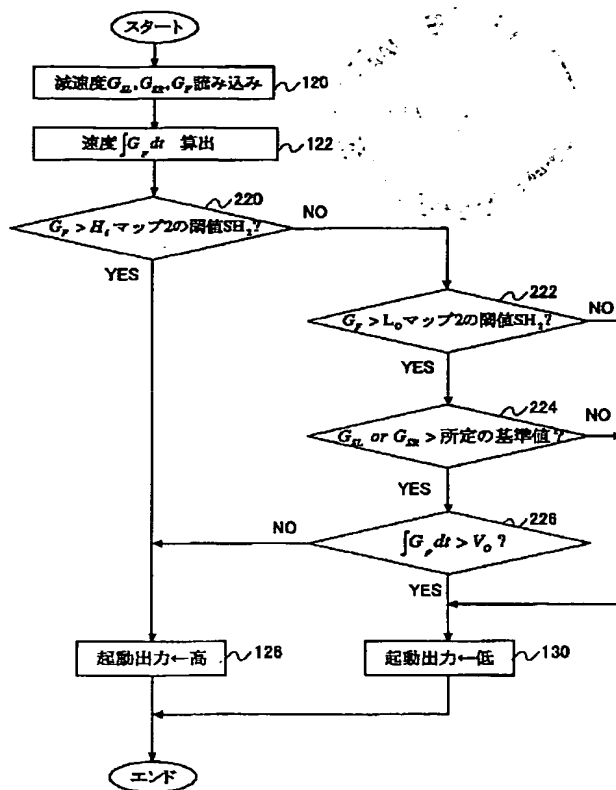 スタート
減速度G_SL,G_SR,G_F読み込み
120
速度∫G_F dt 算出
122
220
G_F > H_i マップ2の閾値SH_2?
NO
YES
222
NO
G_F > L_o マップ2の閾値SH_2?
YES
224
NO
G_SL or G_SR > 所定の基準値?
YES
226
NO
∫G_F dt > V_0 ?
YES
起動出力←高
128
起動出力←低
130
エンド